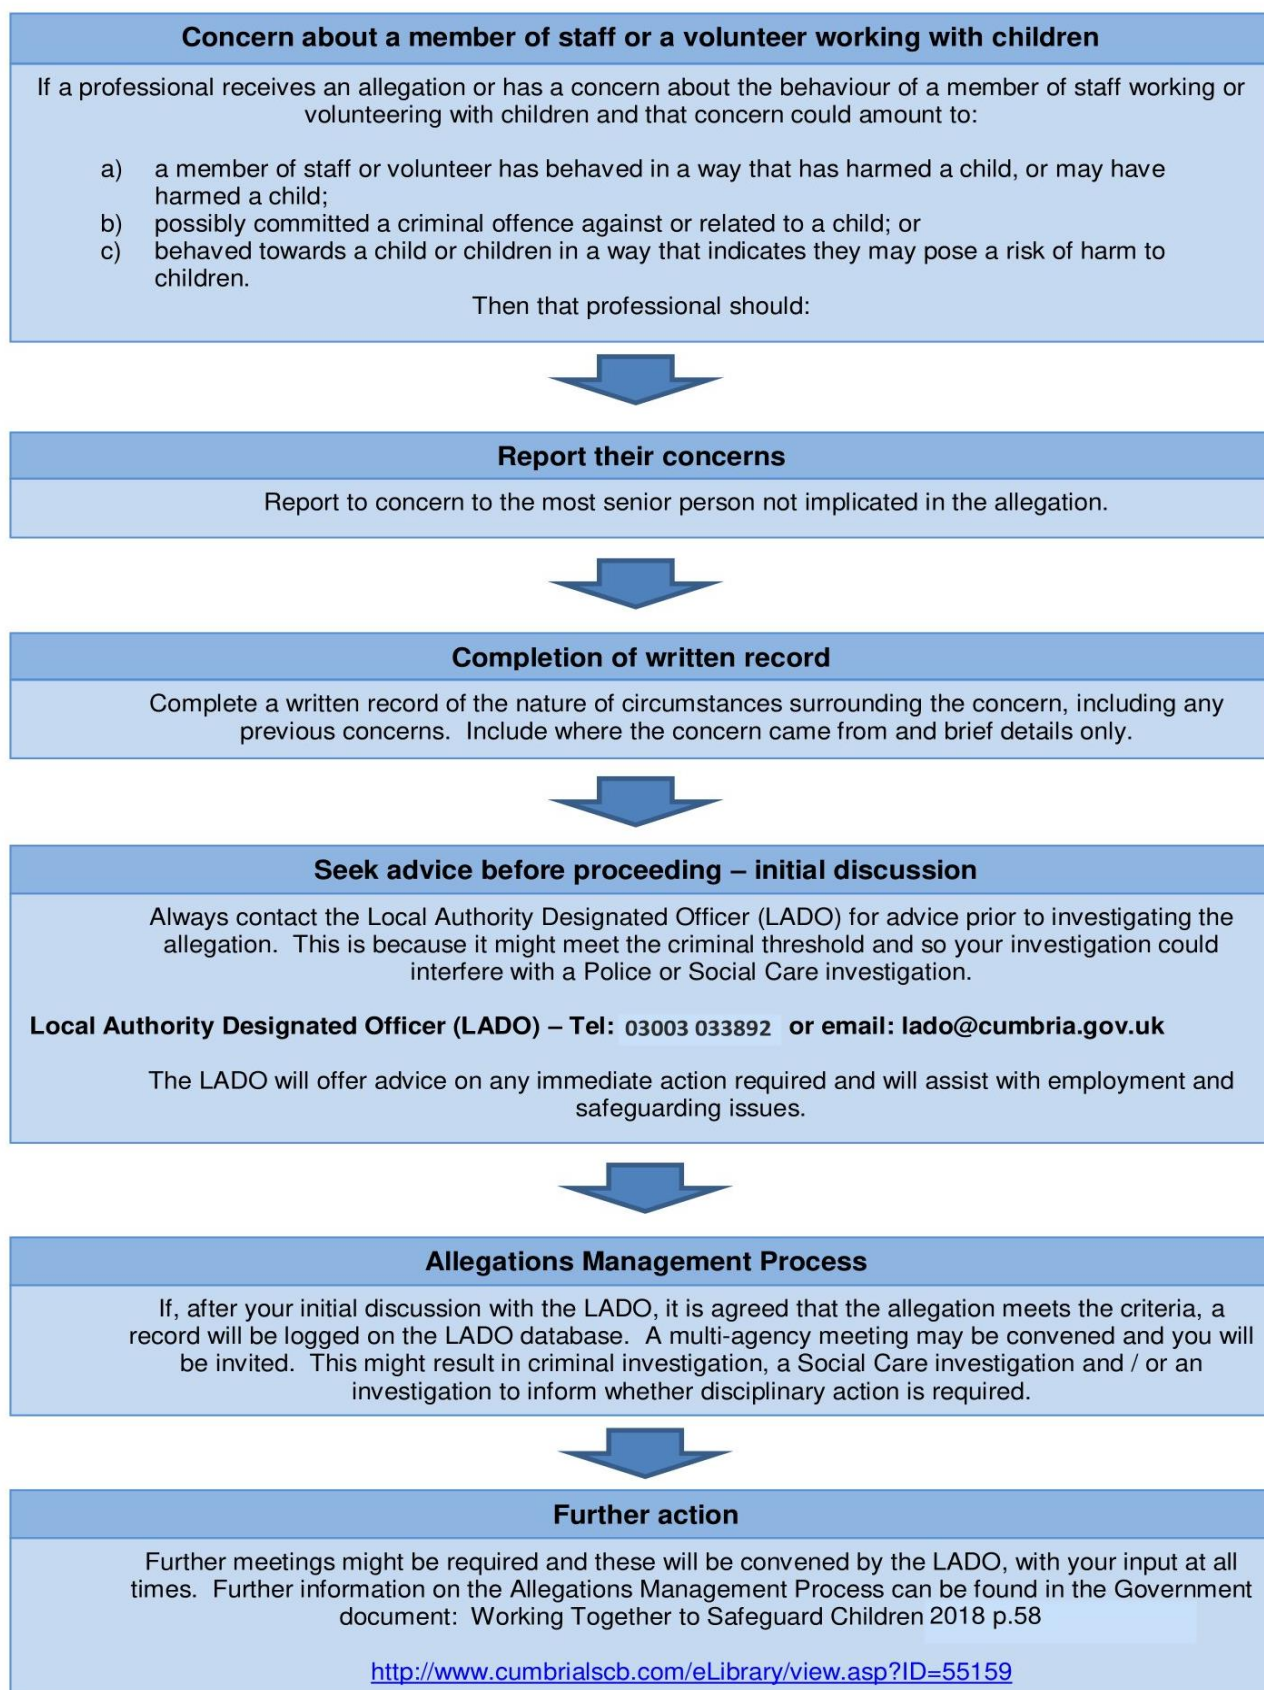 Concern about a member of staff or a volunteer working with children
If a professional receives an allegation or has a concern about the behaviour of a member of staff working or
volunteering with children and that concern could amount to:
a) a member of staff or volunteer has behaved in a way that has harmed a child, or may have
harmed a child;
b) possibly committed a criminal offence against or related to a child; or
c) behaved towards a child or children in a way that indicates they may pose a risk of harm to
children.
Then that professional should:
Report their concerns
Report to concern to the most senior person not implicated in the allegation.
Completion of written record
Complete a written record of the nature of circumstances surrounding the concern, including any
previous concerns. Include where the concern came from and brief details only.
Seek advice before proceeding – initial discussion
Always contact the Local Authority Designated Officer (LADO) for advice prior to investigating the
allegation. This is because it might meet the criminal threshold and so your investigation could
interfere with a Police or Social Care investigation.
Local Authority Designated Officer (LADO) – Tel: 03003 033892 or email: lado@cumbria.gov.uk
The LADO will offer advice on any immediate action required and will assist with employment and
safeguarding issues.
Allegations Management Process
If, after your initial discussion with the LADO, it is agreed that the allegation meets the criteria, a
record will be logged on the LADO database. A multi-agency meeting may be convened and you will
be invited. This might result in criminal investigation, a Social Care investigation and / or an
investigation to inform whether disciplinary action is required.
Further action
Further meetings might be required and these will be convened by the LADO, with your input at all
times. Further information on the Allegations Management Process can be found in the Government
document: Working Together to Safeguard Children 2018 p.58
http://www.cumbrialscb.com/eLibrary/view.asp?ID=55159